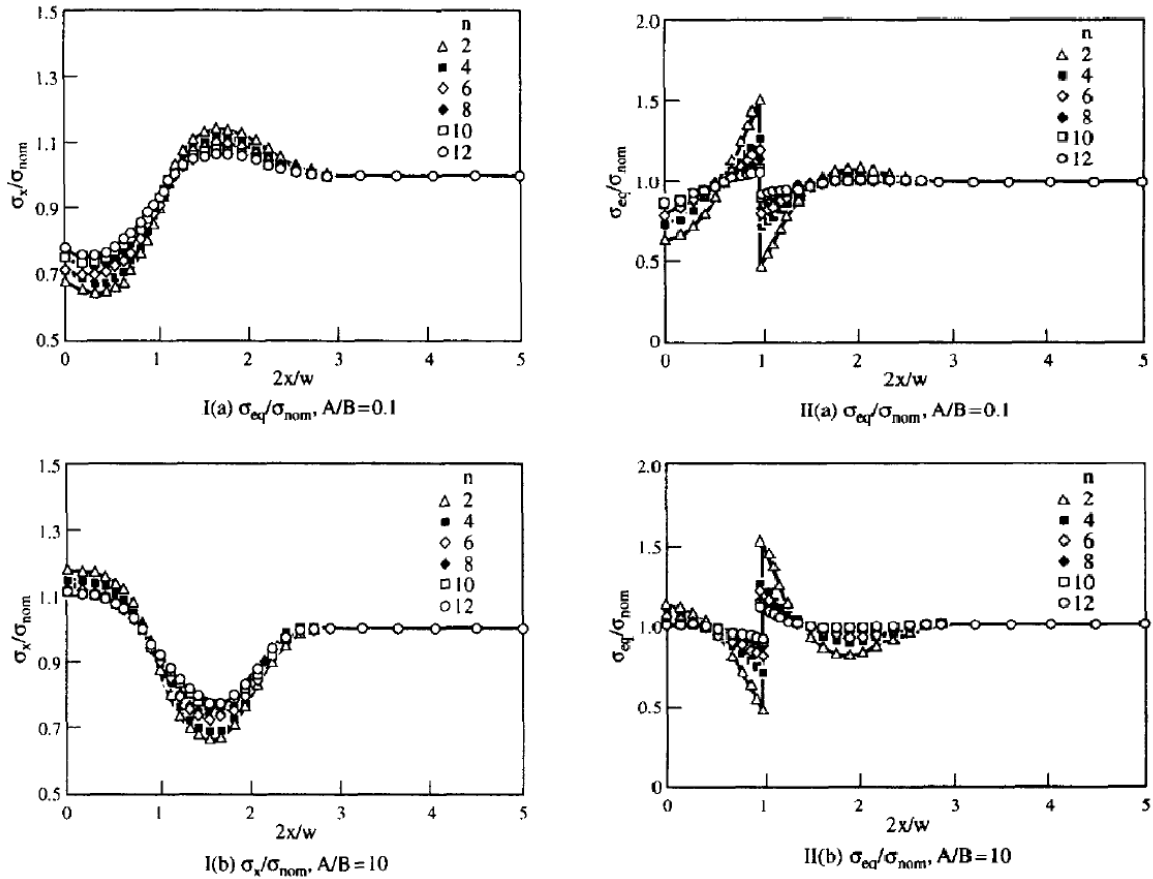 1.5
1.3
1.1
0.9
0.7
0.5
σx/σnom
n
2
4
6
8
10
12
0 1 2 3 4 5
2x/w
I(a) σeq/σnom, A/B=0.1
2.0
1.5
1.0
0.5
0
σeq/σnom
n
2
4
6
8
10
12
0 1 2 3 4 5
2x/w
II(a) σeq/σnom, A/B=0.1
1.5
1.3
1.1
0.9
0.7
0.5
σx/σnom
n
2
4
6
8
10
12
0 1 2 3 4 5
2x/w
I(b) σx/σnom, A/B=10
2.0
1.5
1.0
0.5
0
σeq/σnom
n
2
4
6
8
10
12
0 1 2 3 4 5
2x/w
II(b) σeq/σnom, A/B=10